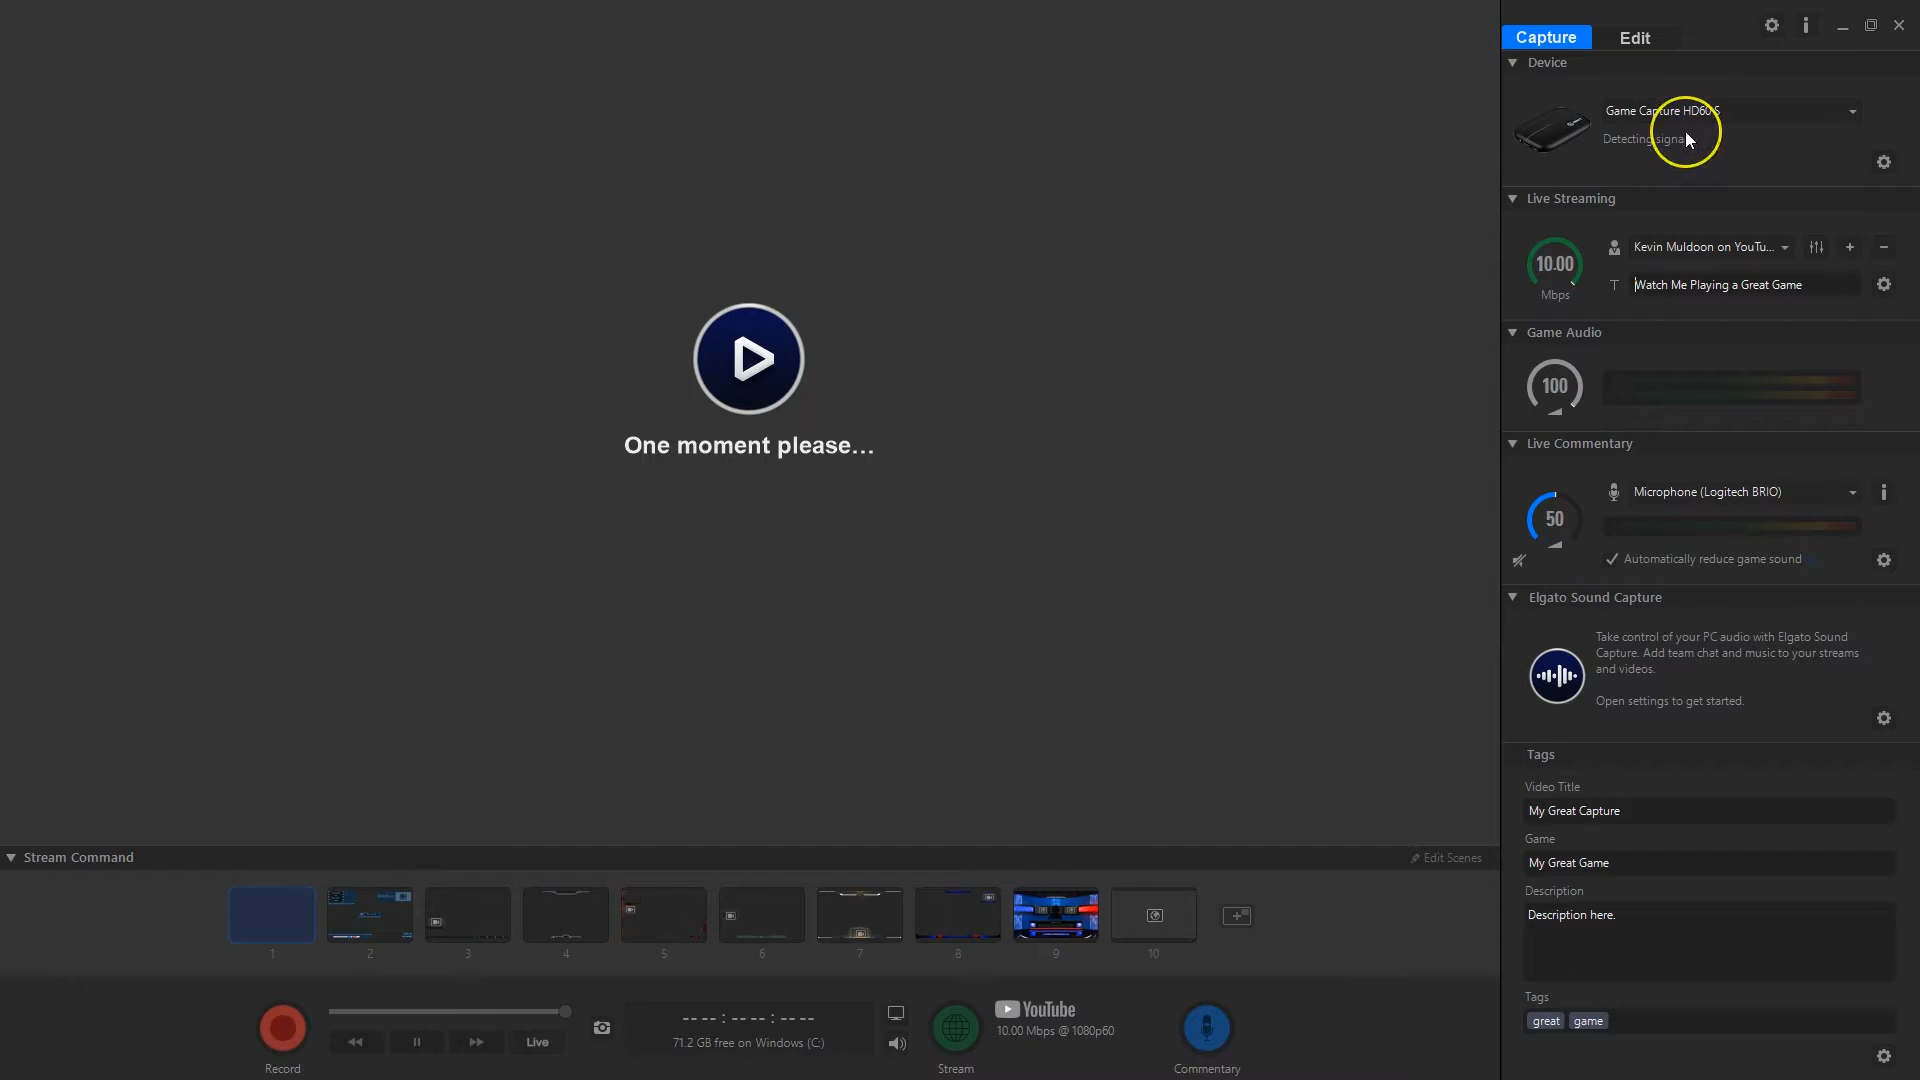 Capture
Edit
Device
Game Capture HD60 S
Detecting signa
Live Streaming
10.00
Mbps
Kevin Muldoon on YouTu...
T
Watch Me Playing a Great Game
Game Audio
100
Live Commentary
50
Microphone (Logitech BRIO)
Automatically reduce game sound
Elgato Sound Capture
Take control of your PC audio with Elgato Sound
Capture. Add team chat and music to your streams
and videos.
Open settings to get started.
Tags
Video Title
My Great Capture
Game
My Great Game
Description
Description here.
Tags
great game
One moment please...
Stream Command
Edit Scenes
1 2 3 4 5 6 7 8 9 10
Record
Live
-- -- : -- -- : -- --
71.2 GB free on Windows (C:)
Stream
YouTube
10.00 Mbps @ 1080p60
Commentary